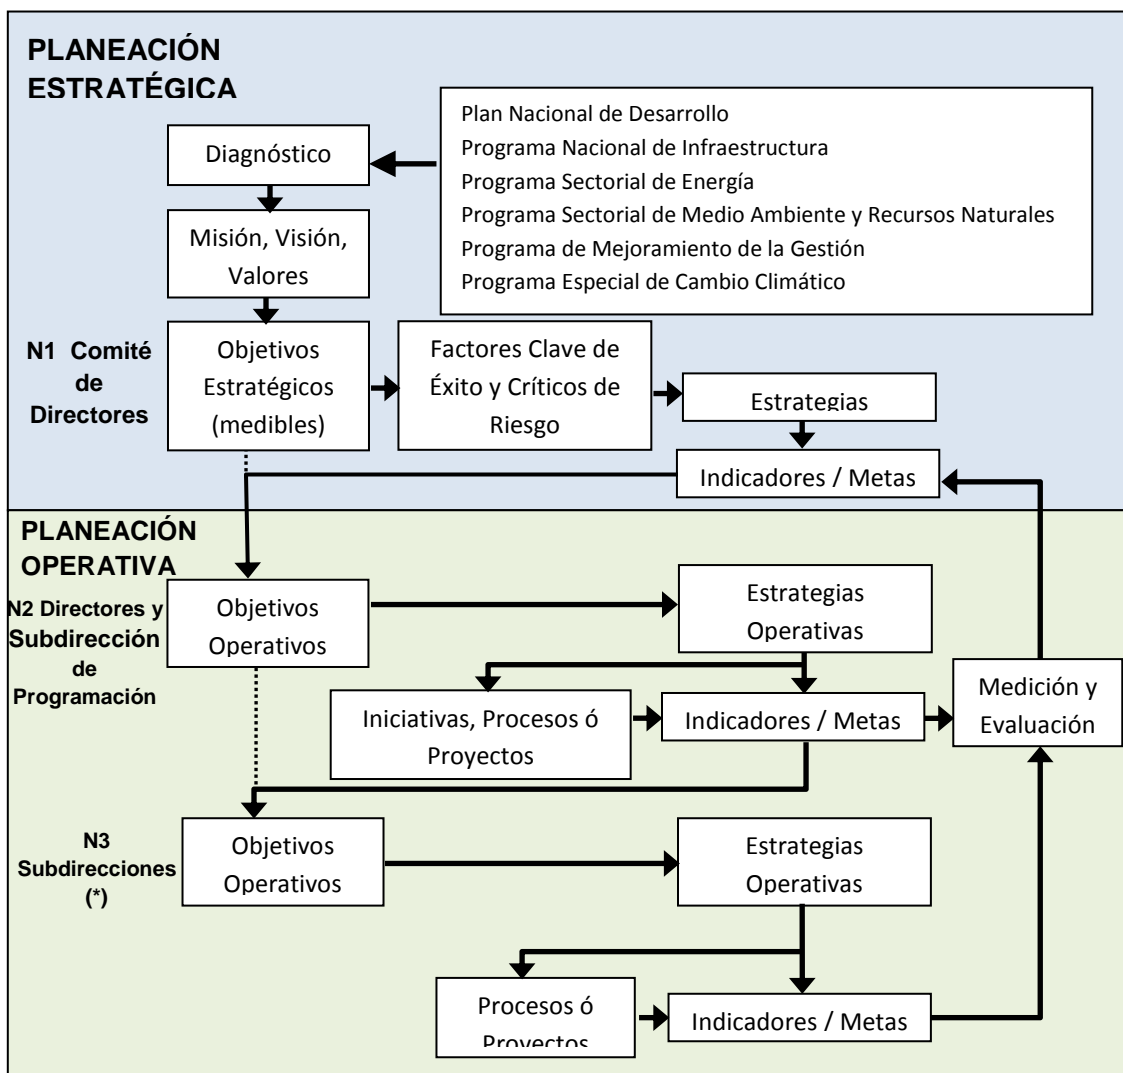 PLANEACIÓN
ESTRATÉGICA
Plan Nacional de Desarrollo
Programa Nacional de Infraestructura
Programa Sectorial de Energía
Programa Sectorial de Medio Ambiente y Recursos Naturales
Programa de Mejoramiento de la Gestión
Programa Especial de Cambio Climático
Diagnóstico
Misión, Visión,
Valores
N1 Comité
de
Directores
Objetivos
Estratégicos
(medibles)
Factores Clave de
Éxito y Críticos de
Riesgo
Estrategias
Indicadores / Metas
PLANEACIÓN
OPERATIVA
N2 Directores y
Subdirección
de
Programación
Objetivos
Operativos
Estrategias
Operativas
Iniciativas, Procesos ó
Proyectos
Indicadores / Metas
Medición y
Evaluación
N3
Subdirecciones
(*)
Objetivos
Operativos
Estrategias
Operativas
Procesos ó
Proyectos
Indicadores / Metas